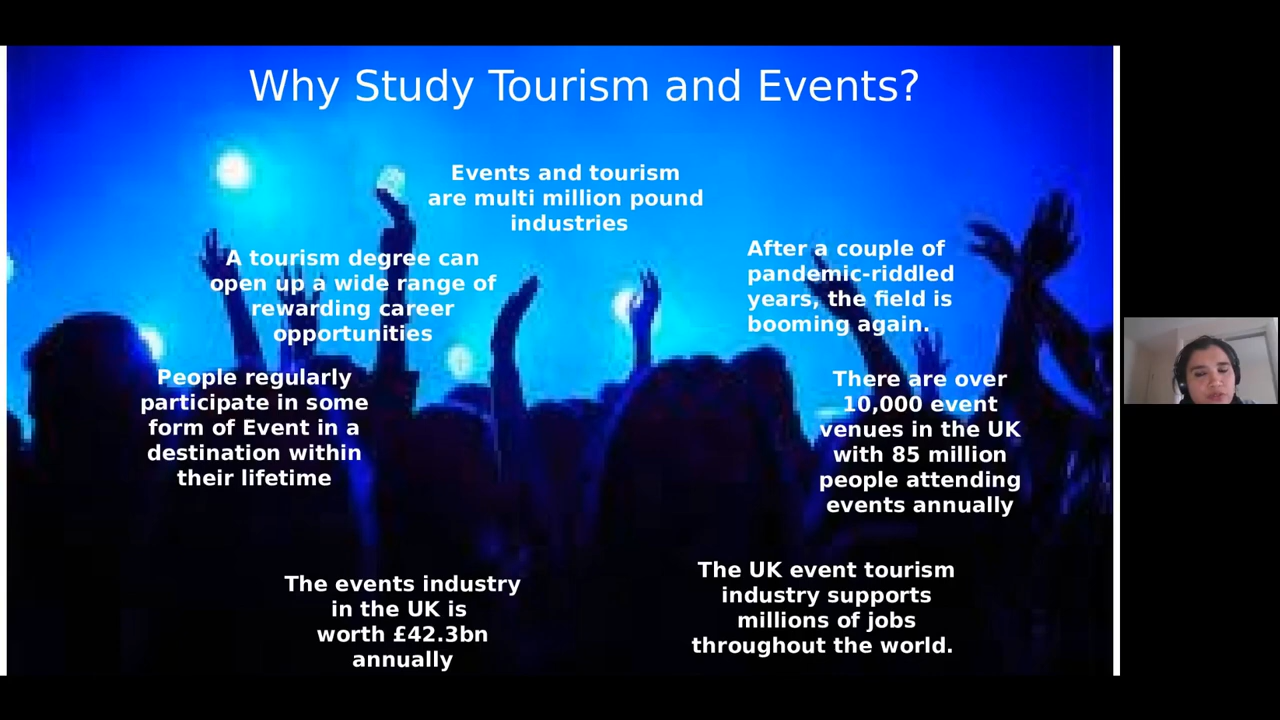 Why Study Tourism and Events?
Events and tourism
are multi million pound
industries
A tourism degree can
open up a wide range of
rewarding career
opportunities
After a couple of
pandemic-riddled
years, the field is
booming again.
People regularly
participate in some
form of Event in a
destination within
their lifetime
There are over
10,000 event
venues in the UK
with 85 million
people attending
events annually
The events industry
in the UK is
worth £42.3bn
annually
The UK event tourism
industry supports
millions of jobs
throughout the world.